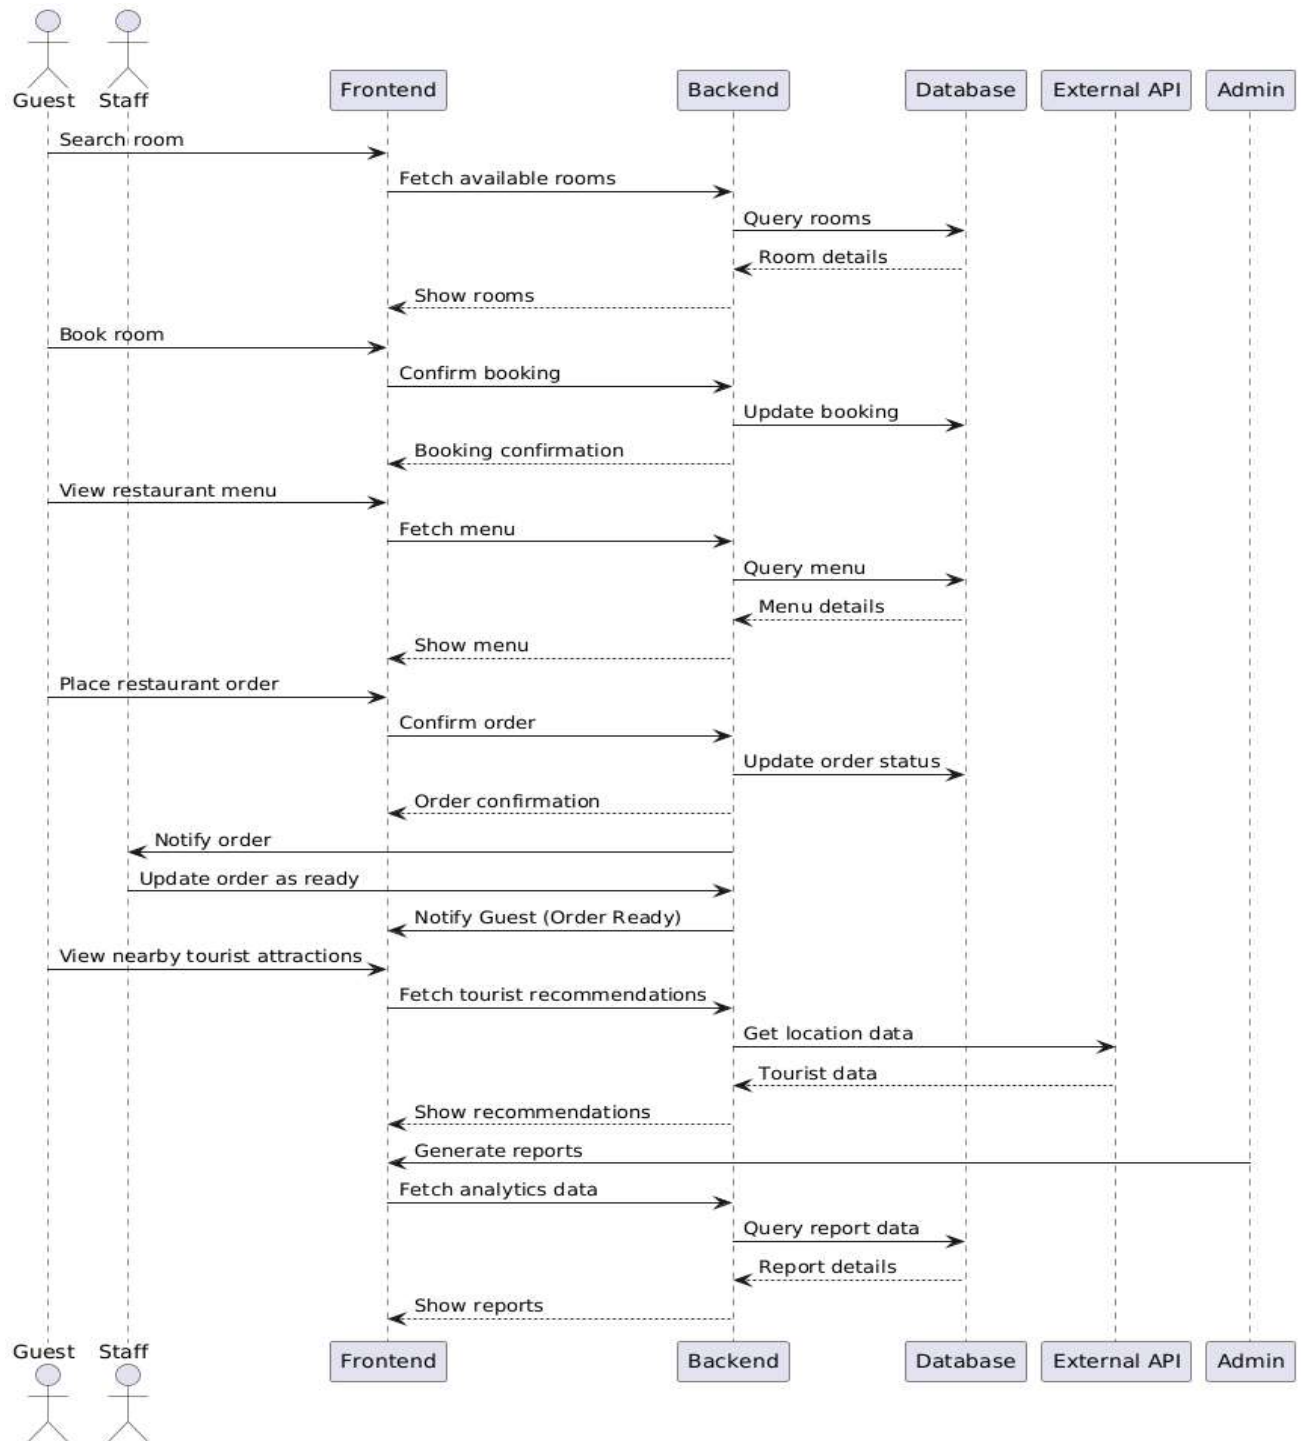 Guest Staff Frontend Backend Database External API Admin
Search room
Fetch available rooms
Query rooms
Room details
Show rooms
Book room
Confirm booking
Update booking
Booking confirmation
View restaurant menu
Fetch menu
Query menu
Menu details
Show menu
Place restaurant order
Confirm order
Update order status
Order confirmation
Notify order
Update order as ready
Notify Guest (Order Ready)
View nearby tourist attractions
Fetch tourist recommendations
Get location data
Tourist data
Show recommendations
Generate reports
Fetch analytics data
Query report data
Report details
Show reports
Guest Staff Frontend Backend Database External API Admin